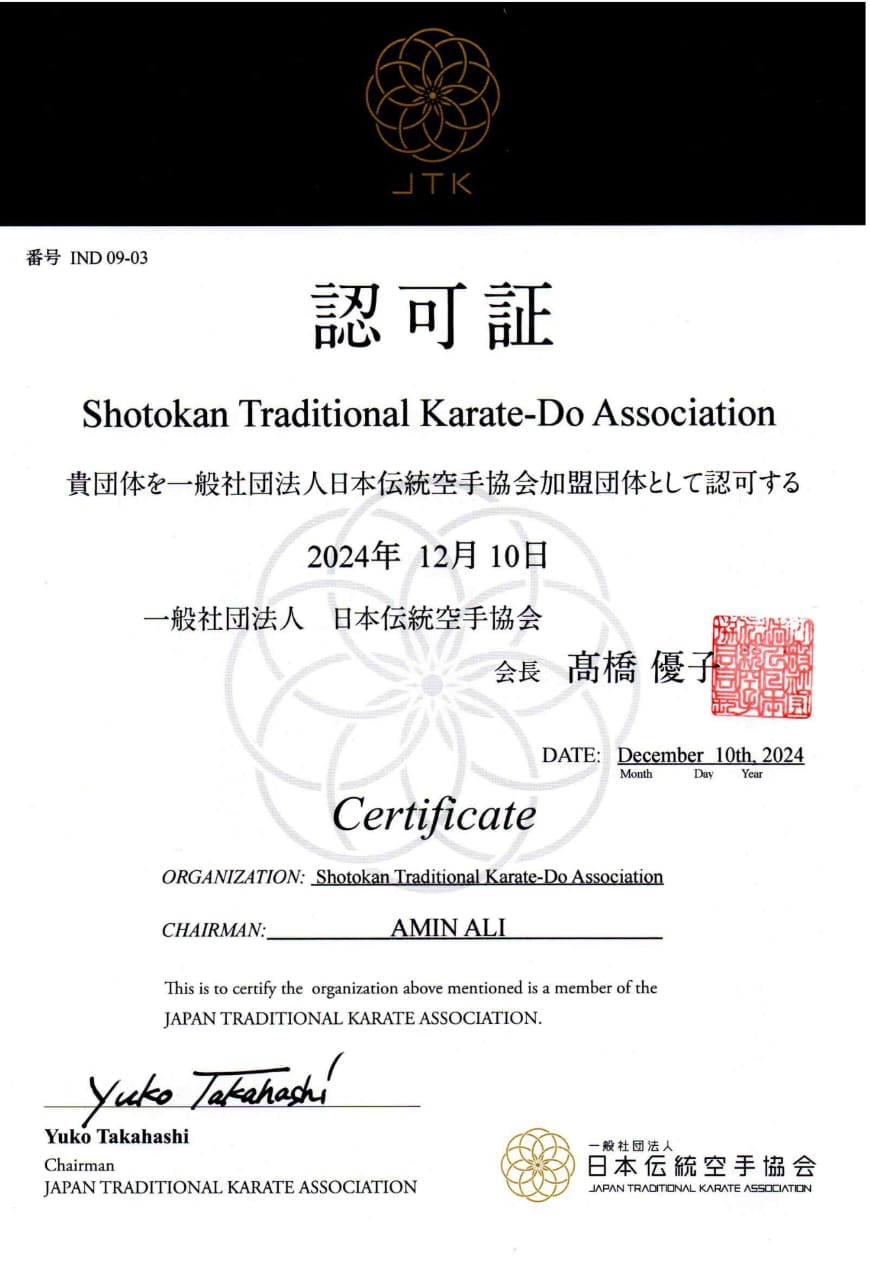 JTK
番号 IND 09-03
認可証
Shotokan Traditional Karate-Do Association
貴団体を一般社団法人日本伝統空手協会加盟団体として認可する
2024年 12月 10日
一般社団法人 日本伝統空手協会
会長 髙橋 優子
DATE: December 10th, 2024
Month Day Year
Certificate
ORGANIZATION: Shotokan Traditional Karate-Do Association
CHAIRMAN: AMIN ALI
This is to certify the organization above mentioned is a member of the
JAPAN TRADITIONAL KARATE ASSOCIATION.
Yuko Takahashi
Yuko Takahashi
Chairman
JAPAN TRADITIONAL KARATE ASSOCIATION
一般社団法人
日本伝統空手協会
JAPAN TRADITIONAL KARATE ASSOCIATION